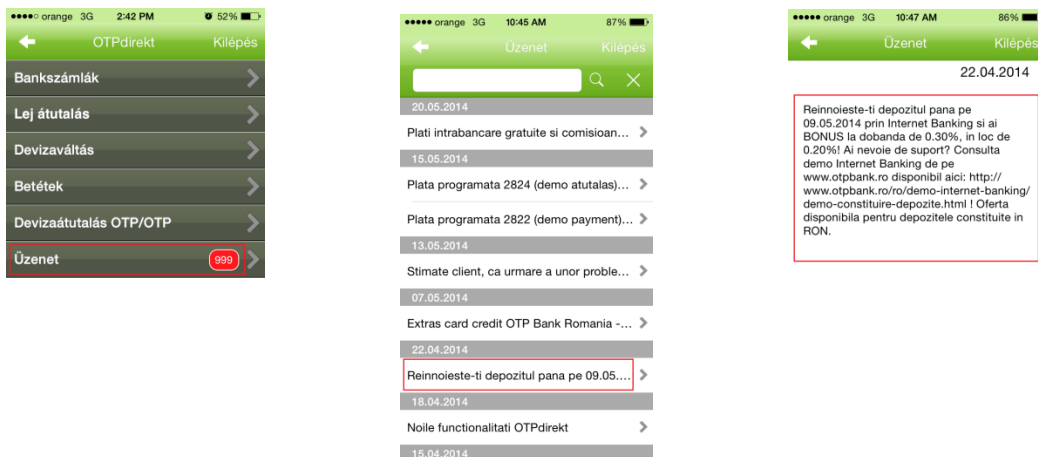 orange 3G 2:42 PM 52%
OTPdirekt Kilépés
Bankszámlák
Lej átutalás
Devizaváltás
Betétek
Devizaátutalás OTP/OTP
Üzenet 999
orange 3G 10:45 AM 87%
Üzenet Kilépés
20.05.2014
Plati intrabancare gratuite si comisioan...
15.05.2014
Plata programata 2824 (demo atutalas)...
Plata programata 2822 (demo payment)...
13.05.2014
Stimate client, ca urmare a unor proble...
07.05.2014
Extras card credit OTP Bank Romania -...
22.04.2014
Reinnoieste-ti depozitul pana pe 09.05....
18.04.2014
Noile functionalitati OTPdirekt
15.04.2014
orange 3G 10:47 AM 86%
Üzenet Kilépés
22.04.2014
Reinnoieste-ti depozitul pana pe
09.05.2014 prin Internet Banking si ai
BONUS la dobanda de 0.30%, in loc de
0.20%! Ai nevoie de suport? Consulta
demo Internet Banking de pe
www.otpbank.ro disponibil aici: http://
www.otpbank.ro/ro/demo-internet-banking/
demo-constituire-depozite.html ! Oferta
disponibila pentru depozitele constituite in
RON.